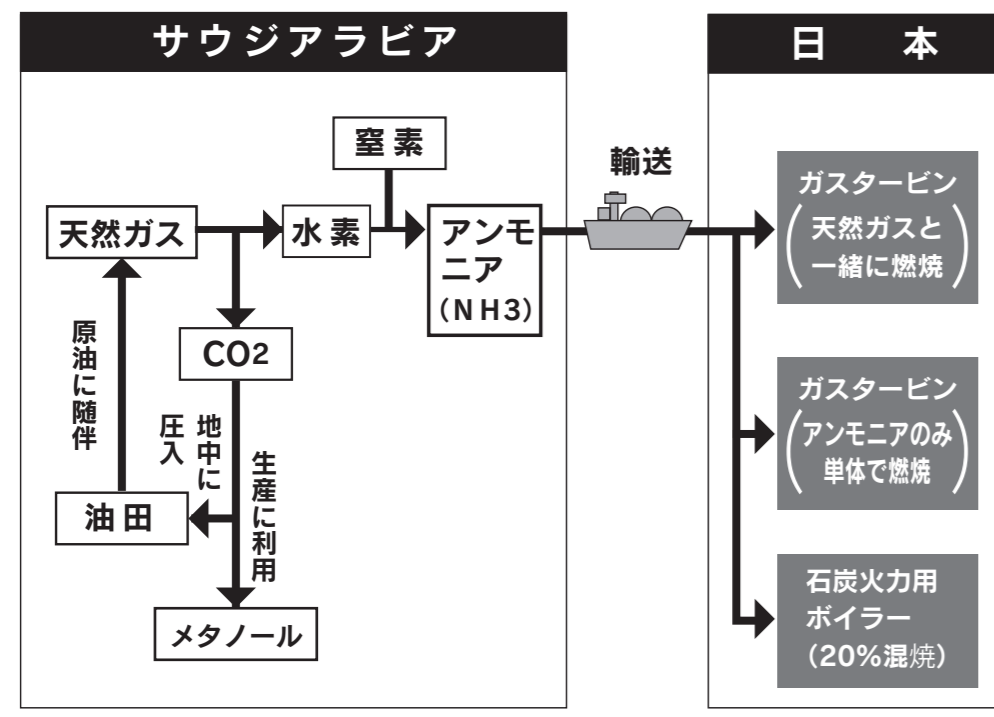 サウジアラビア
日本
窒素
輸送
天然ガス
水素
アンモ
ニア
(NH3)
CO2
原油に随伴
地中に
圧入
生産に利用
油田
メタノール
ガスタービン
(天然ガスと
一緒に燃焼)
ガスタービン
(アンモニアのみ
単体で燃焼)
石炭火力用
ボイラー
(20%混焼)